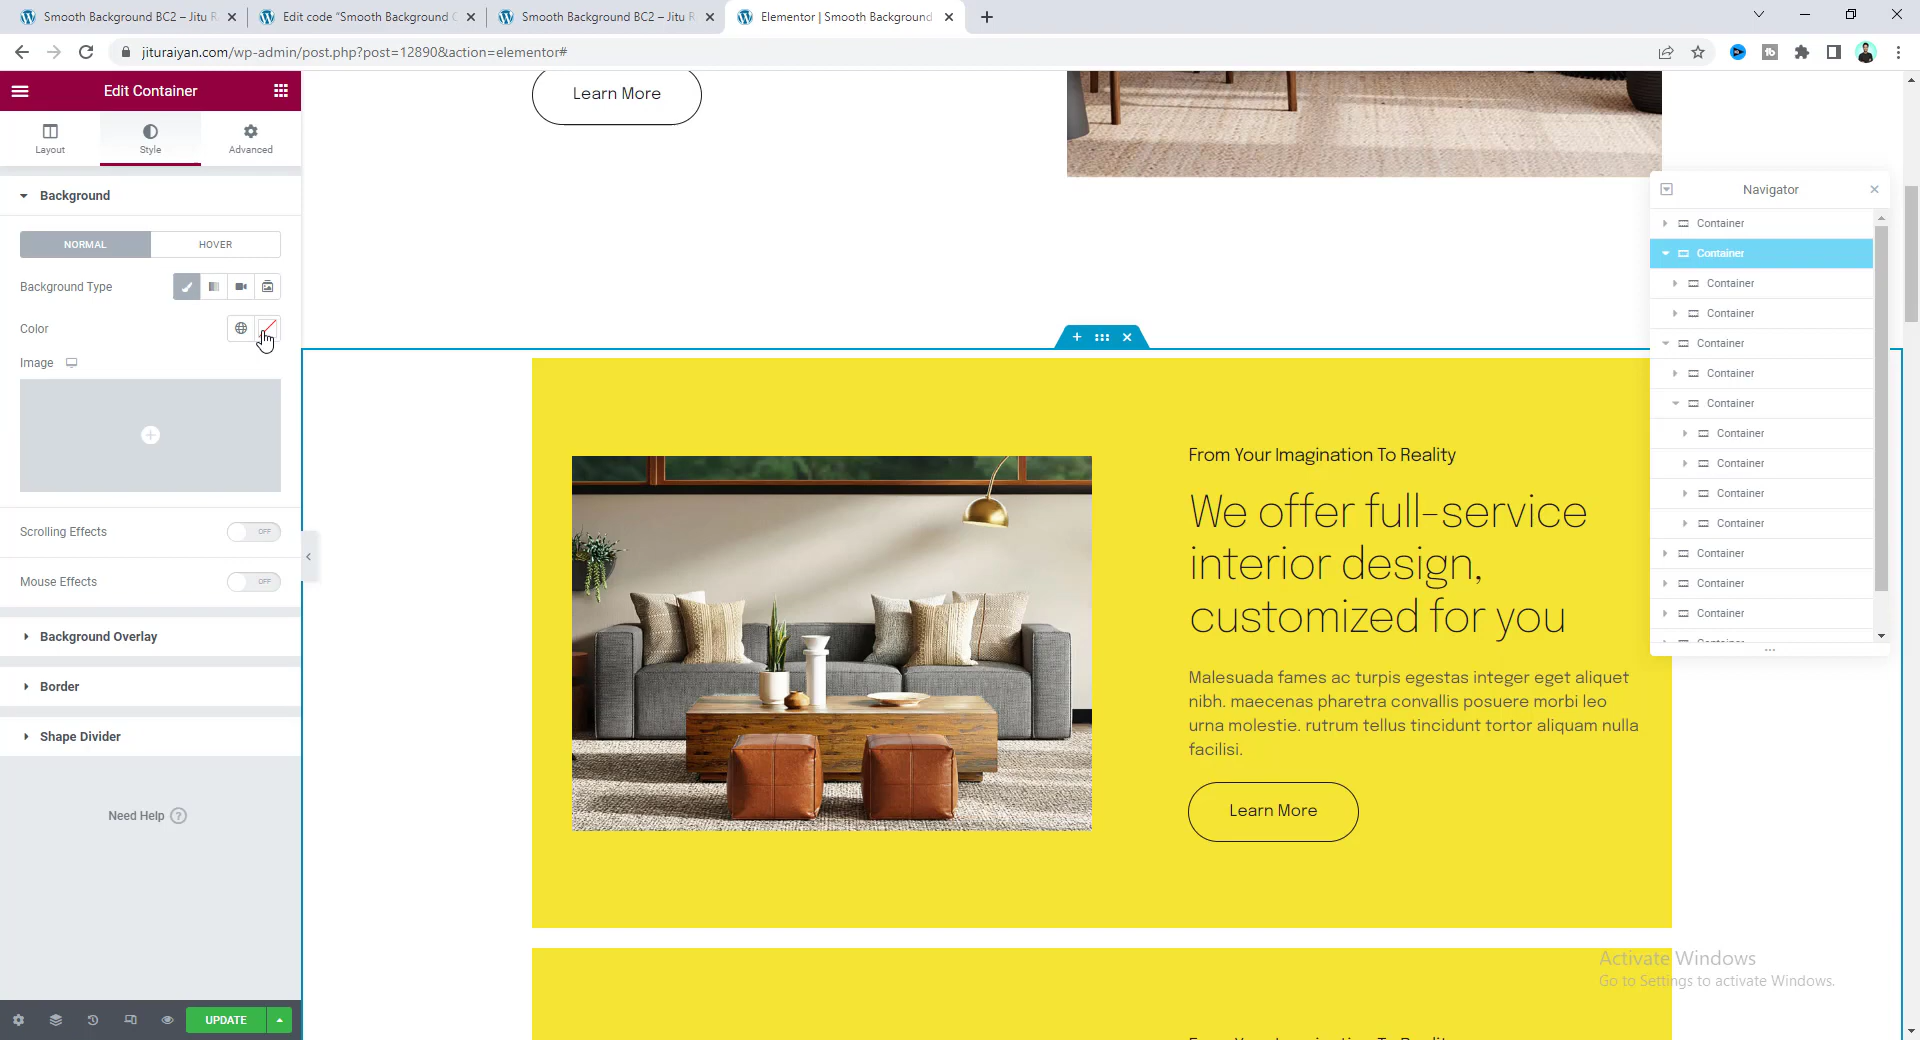 Smooth Background BC2 – Jitu R
Edit code "Smooth Background C
Smooth Background BC2 – Jitu R
Elementor | Smooth Background
jituraiyan.com/wp-admin/post.php?post=12890&action=elementor#
Edit Container
Layout
Style
Advanced
Background
NORMAL
HOVER
Background Type
Color
Image
Scrolling Effects
OFF
Mouse Effects
OFF
Background Overlay
Border
Shape Divider
Need Help ?
UPDATE
Learn More
From Your Imagination To Reality
We offer full-service
interior design,
customized for you
Malesuada fames ac turpis egestas integer eget aliquet
nibh. maecenas pharetra convallis posuere morbi leo
urna molestie. rutrum tellus tincidunt tortor aliquam nulla
facilisi.
Learn More
Navigator
Container
Container
Container
Container
Container
Container
Container
Container
Container
Container
Container
Container
Container
Container
Activate Windows
Go to Settings to activate Windows.